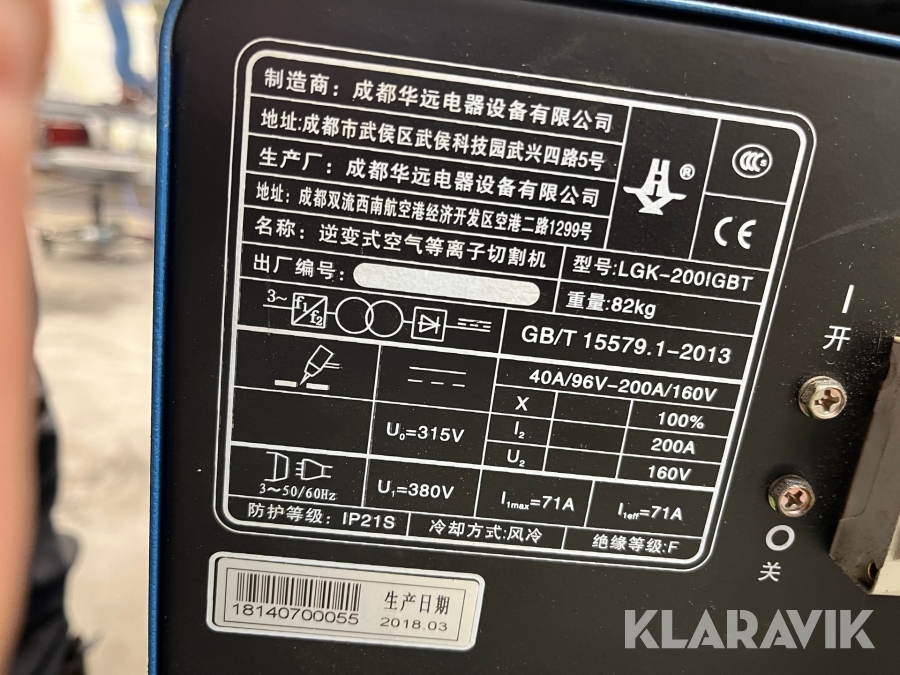 制造商：成都华远电器设备有限公司
地址:成都市武侯区武侯科技园武兴四路5号
生产厂：成都华远电器设备有限公司
地址：成都双流西南航空港经济开发区空港二路1299号
®
CCC S
CE
名称：逆变式空气等离子切割机
型号:LGK-200IGBT
出厂编号：
重量:82kg
3~ f₁/f₂
GB/T 15579.1-2013
40A/96V-200A/160V
X 100%
U₀=315V
I₂ 200A
U₂ 160V
3~50/60Hz
U₁=380V
I₁max=71A
I₁eff=71A
防护等级：IP21S
冷却方式:风冷
绝缘等级:F
开
关
18140700055
生产日期
2018.03
KLARAVIK